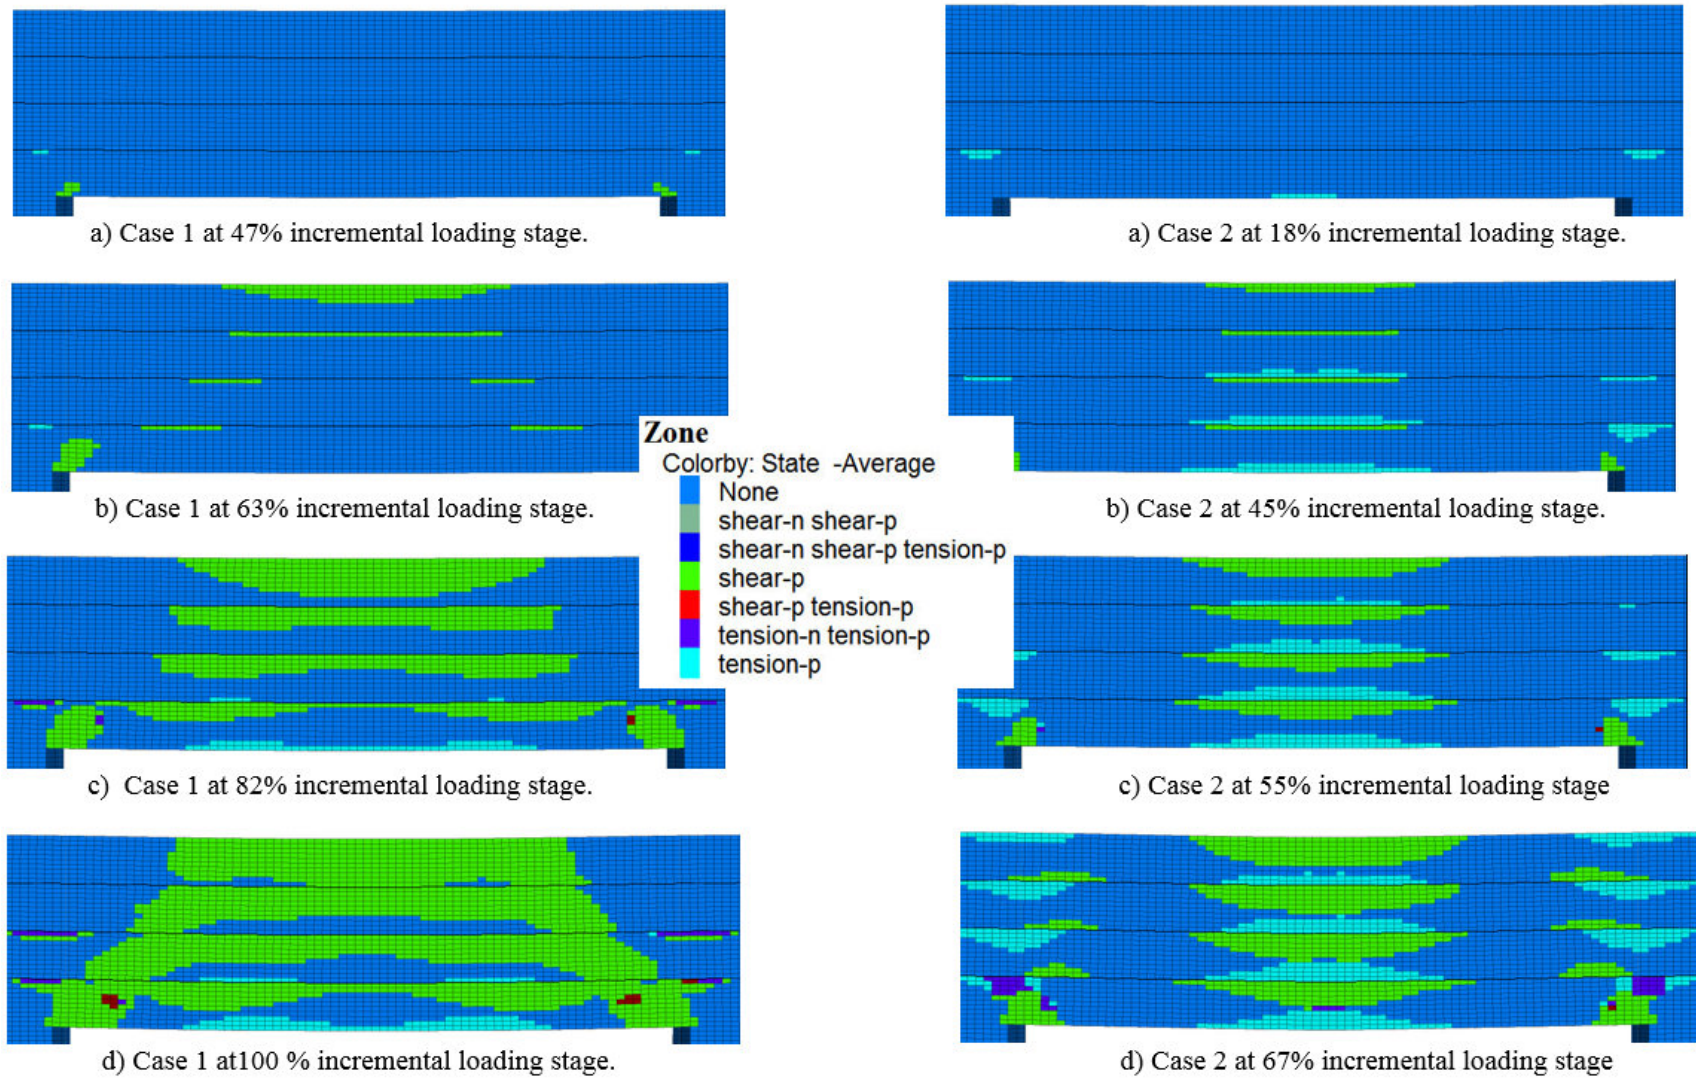 a) Case 1 at 47% incremental loading stage.
a) Case 2 at 18% incremental loading stage.
b) Case 1 at 63% incremental loading stage.
b) Case 2 at 45% incremental loading stage.
Zone
Colorby: State -Average
None
shear-n shear-p
shear-n shear-p tension-p
shear-p
shear-p tension-p
tension-n tension-p
tension-p
c) Case 1 at 82% incremental loading stage.
c) Case 2 at 55% incremental loading stage
d) Case 1 at100 % incremental loading stage.
d) Case 2 at 67% incremental loading stage